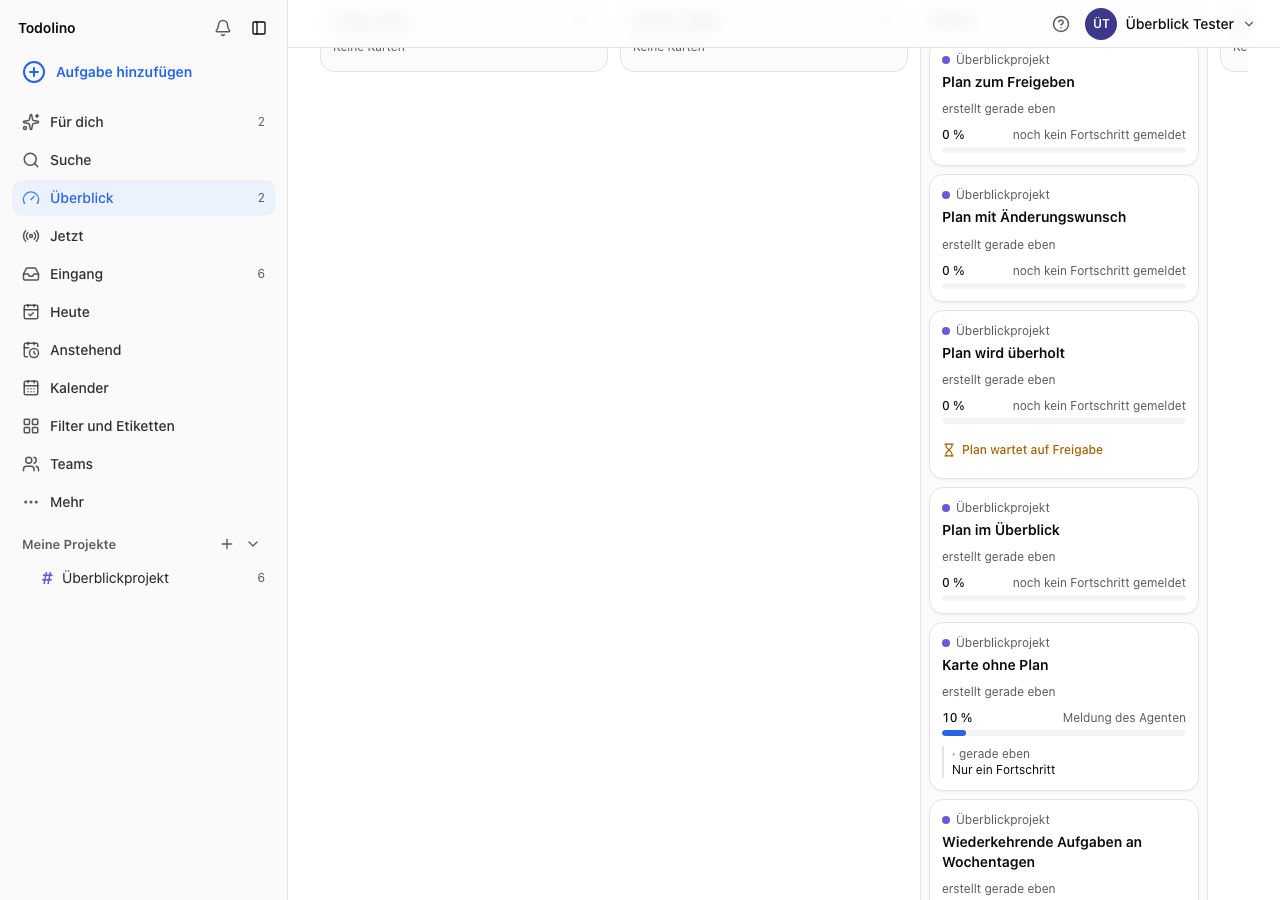 Todolino
Aufgabe hinzufügen
Für dich 2
Suche
Überblick 2
Jetzt
Eingang 6
Heute
Anstehend
Kalender
Filter und Etiketten
Teams
Mehr
Meine Projekte
# Überblickprojekt 6
ÜT Überblick Tester
Keine Karten
Keine Karten
Ke
Überblickprojekt
Plan zum Freigeben
erstellt gerade eben
0 % noch kein Fortschritt gemeldet
Überblickprojekt
Plan mit Änderungswunsch
erstellt gerade eben
0 % noch kein Fortschritt gemeldet
Überblickprojekt
Plan wird überholt
erstellt gerade eben
0 % noch kein Fortschritt gemeldet
Plan wartet auf Freigabe
Überblickprojekt
Plan im Überblick
erstellt gerade eben
0 % noch kein Fortschritt gemeldet
Überblickprojekt
Karte ohne Plan
erstellt gerade eben
10 % Meldung des Agenten
· gerade eben
Nur ein Fortschritt
Überblickprojekt
Wiederkehrende Aufgaben an
Wochentagen
erstellt gerade eben